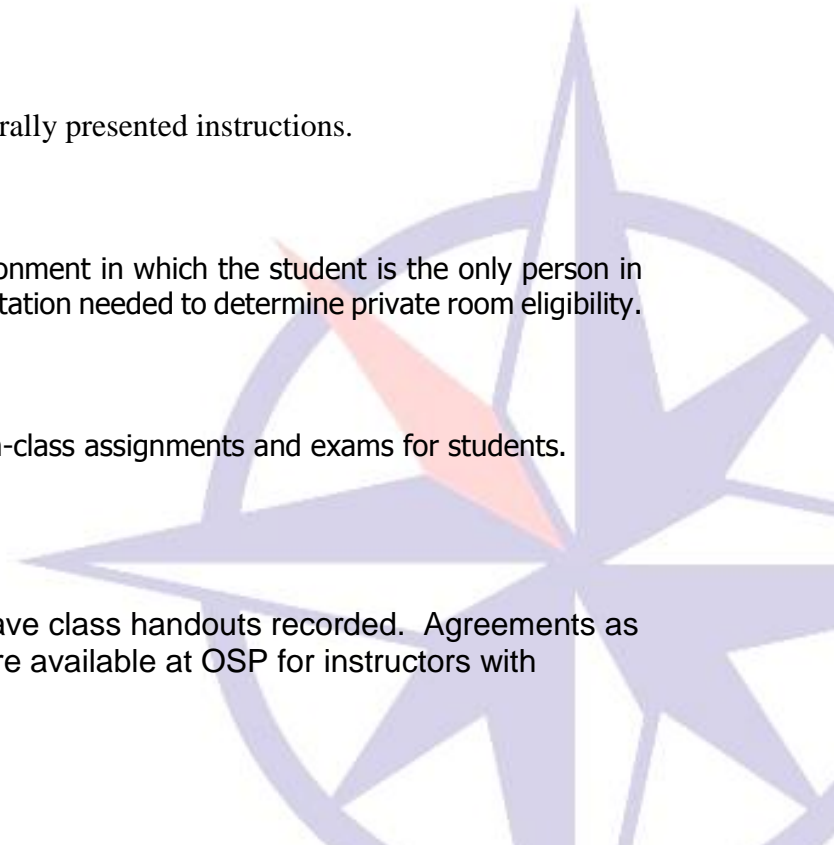 rally presented instructions.
onment in which the student is the only person in
tation needed to determine private room eligibility.
-class assignments and exams for students.
ave class handouts recorded.  Agreements as
re available at OSP for instructors with